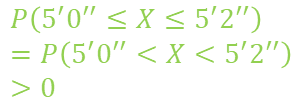 P(5′0″ ≤ X ≤ 5′2″)
= P(5′0″ < X < 5′2″)
> 0